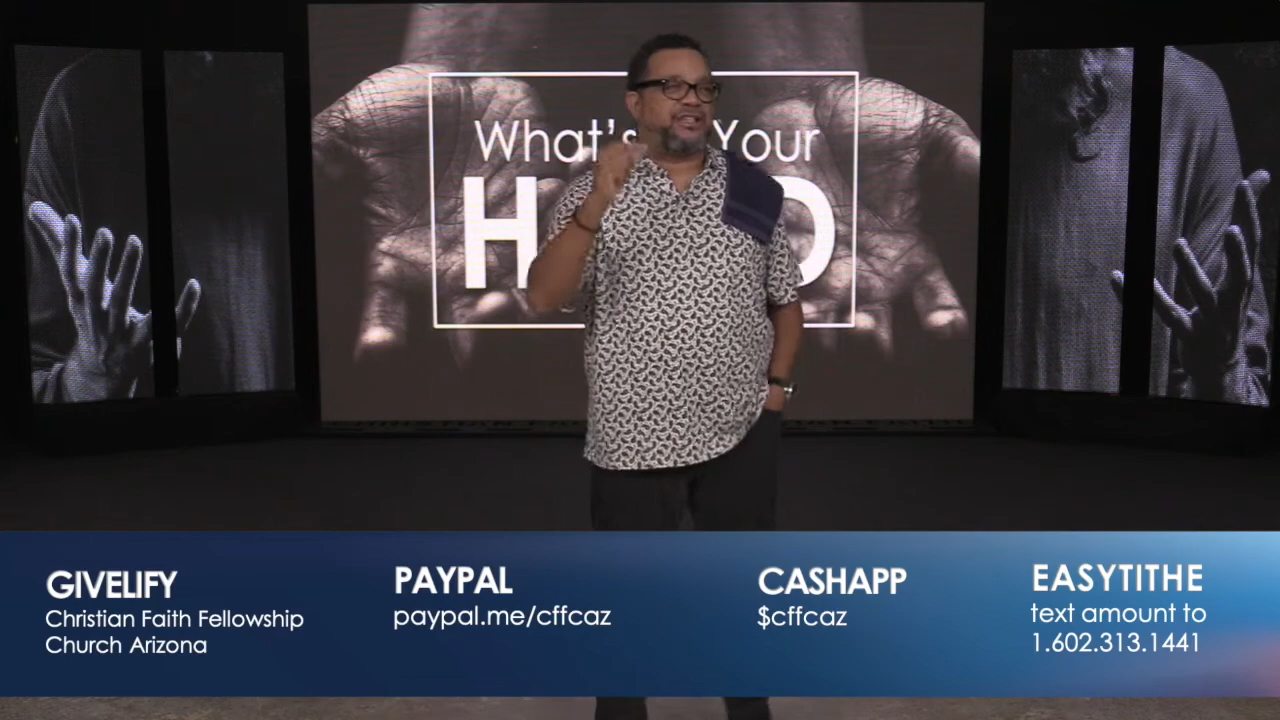 What's Your
H D
GIVELIFY
Christian Faith Fellowship
Church Arizona
PAYPAL
paypal.me/cffcaz
CASHAPP
$cffcaz
EASYTITHE
text amount to
1.602.313.1441